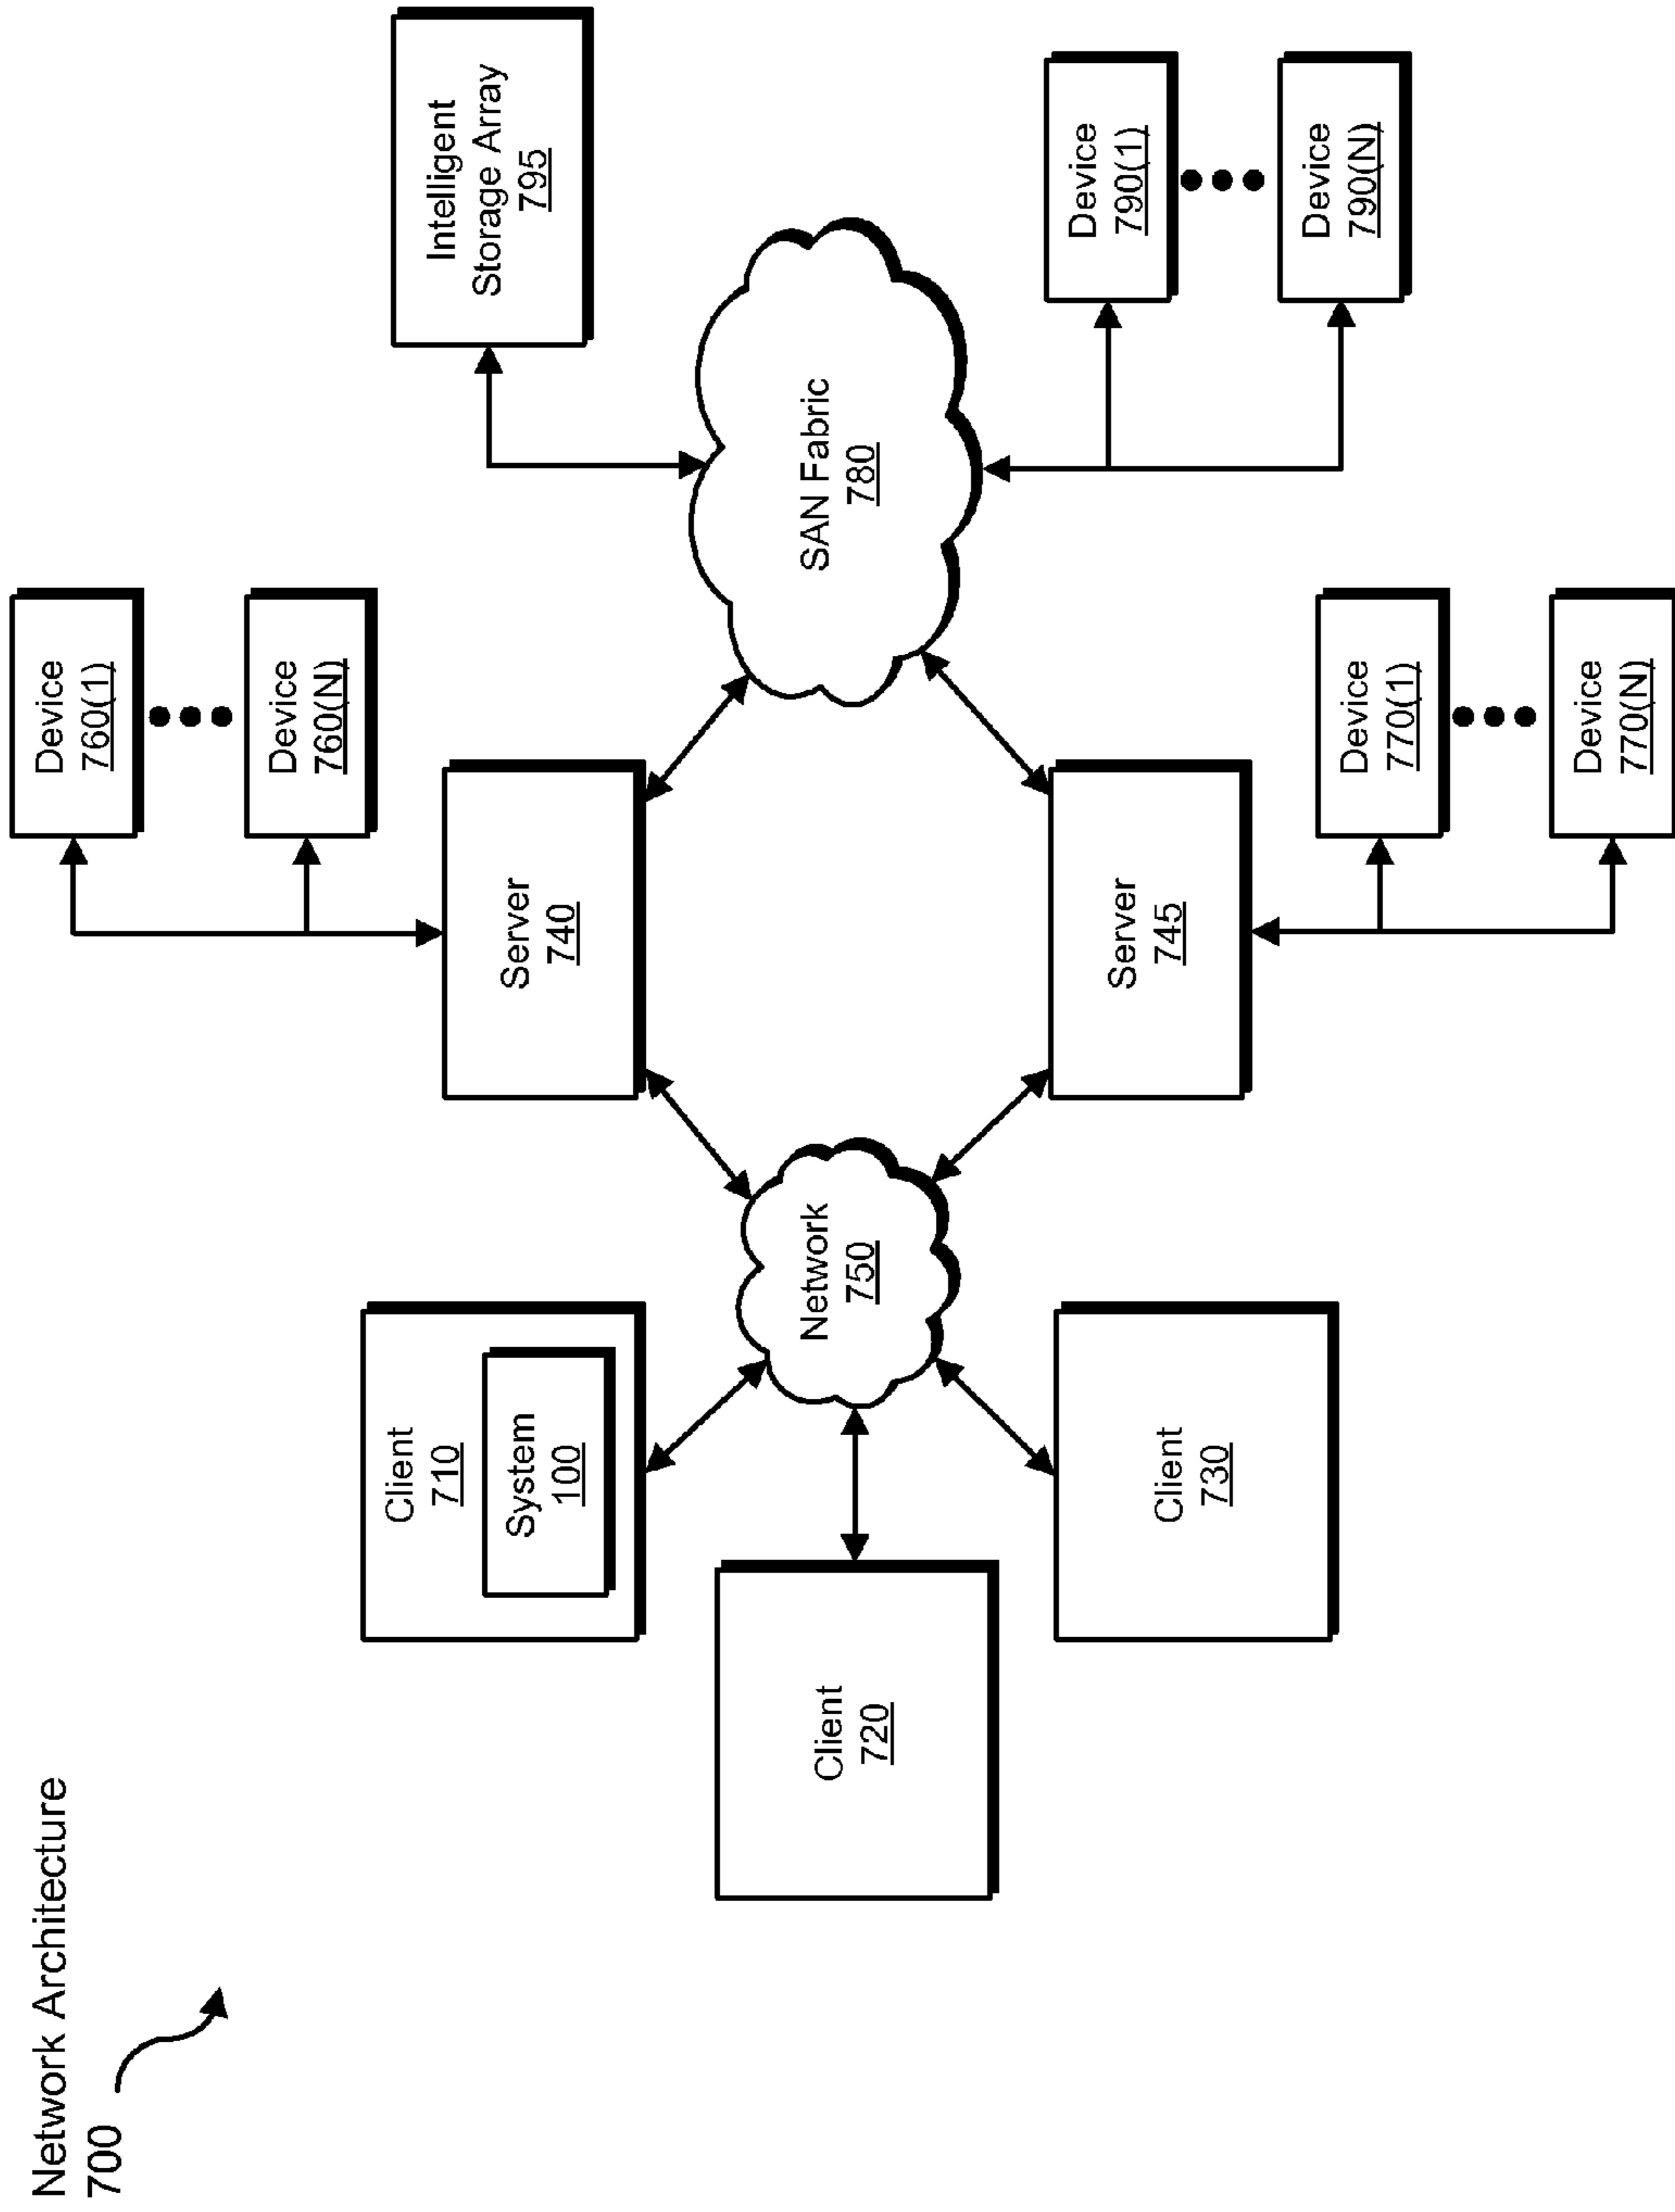 Network Architecture
700
Client
710
System
100
Client
720
Client
730
Network
750
Server
740
Server
745
Device
760(1)
Device
760(N)
Device
770(1)
Device
770(N)
SAN Fabric
780
Intelligent
Storage Array
795
Device
790(1)
Device
790(N)